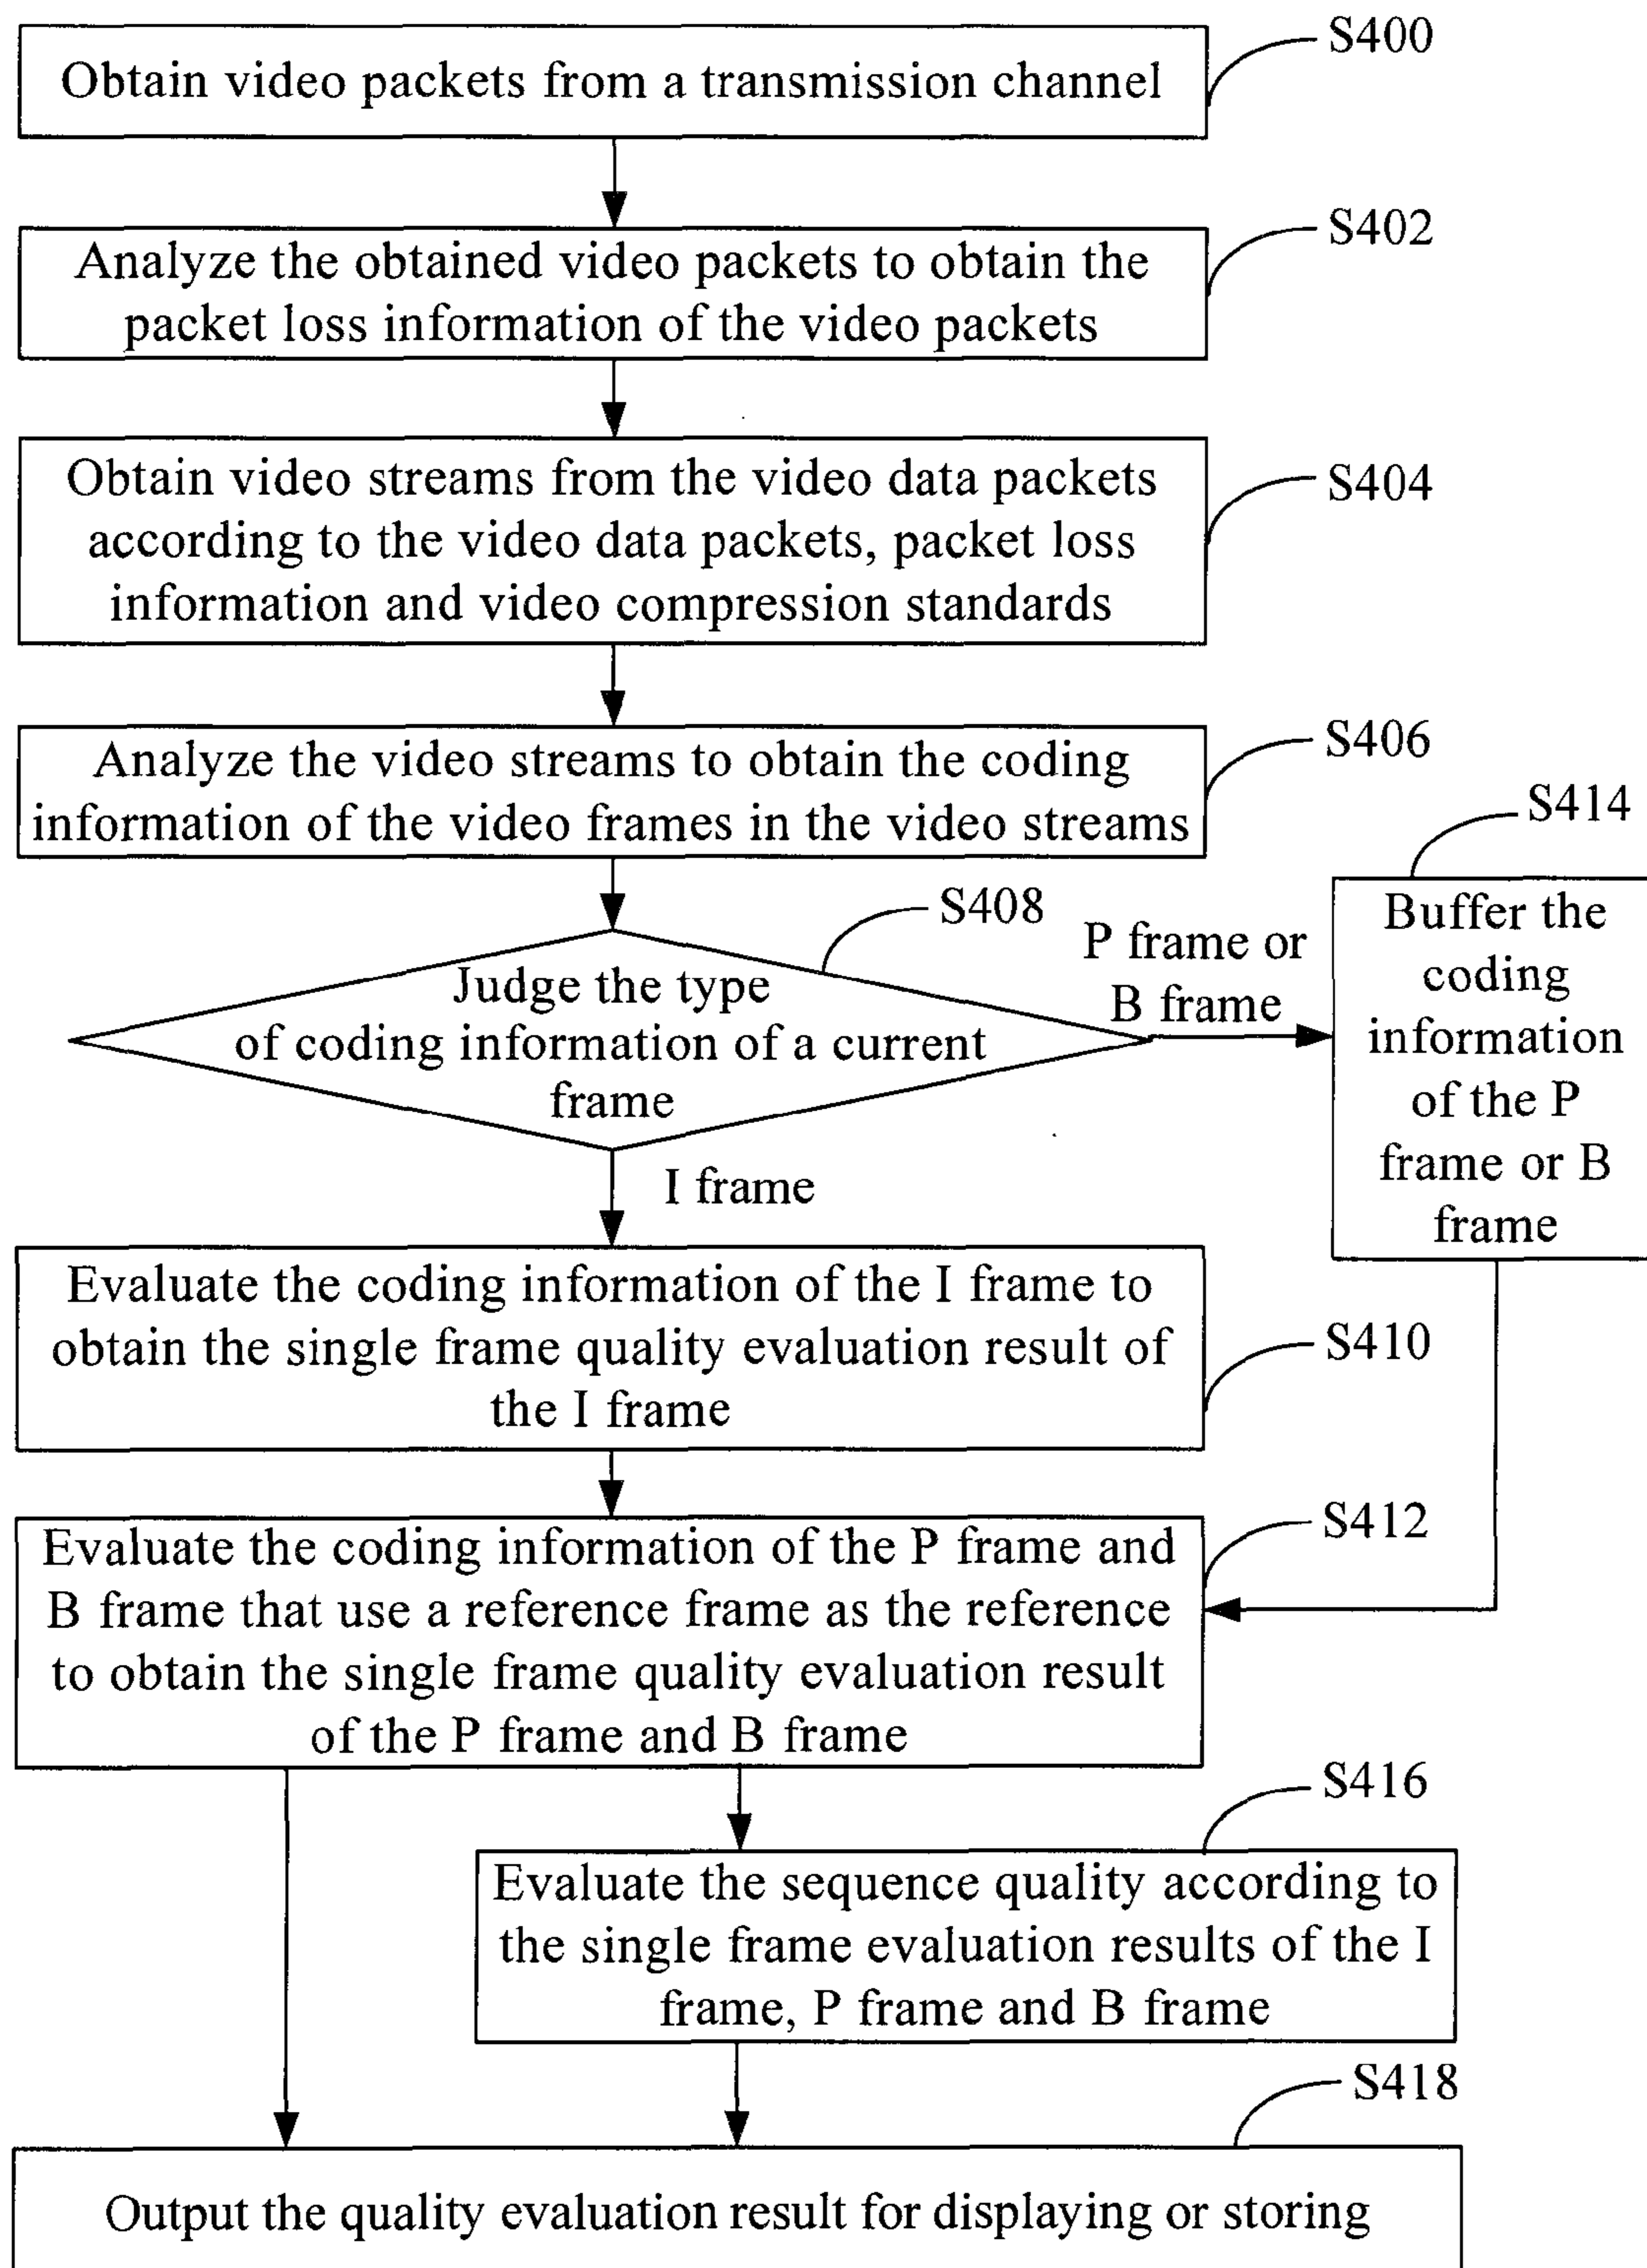 S400
Obtain video packets from a transmission channel
S402
Analyze the obtained video packets to obtain the
packet loss information of the video packets
S404
Obtain video streams from the video data packets
according to the video data packets, packet loss
information and video compression standards
S406
Analyze the video streams to obtain the coding
information of the video frames in the video streams
S414
Buffer the
coding
information
of the P
frame or B
frame
S408
P frame or
B frame
Judge the type
of coding information of a current
frame
I frame
Evaluate the coding information of the I frame to
obtain the single frame quality evaluation result of
the I frame
S410
S412
Evaluate the coding information of the P frame and
B frame that use a reference frame as the reference
to obtain the single frame quality evaluation result
of the P frame and B frame
S416
Evaluate the sequence quality according to
the single frame evaluation results of the I
frame, P frame and B frame
S418
Output the quality evaluation result for displaying or storing